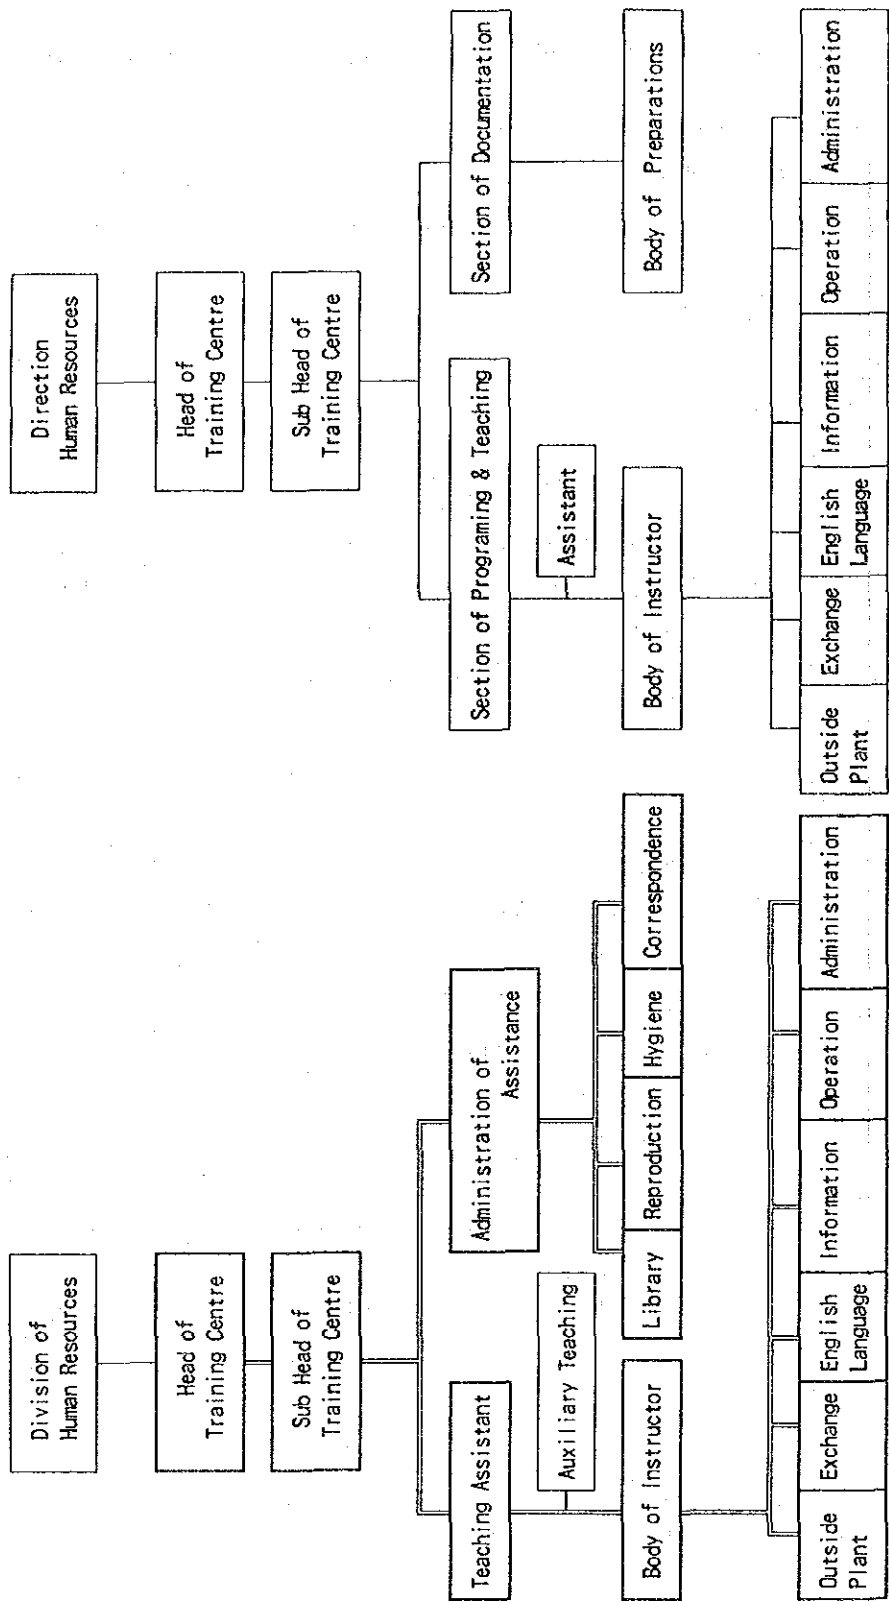 Division of
Human Resources
Head of
Training Centre
Sub Head of
Training Centre
Teaching Assistant
Administration of
Assistance
Auxiliary Teaching
Body of Instructor
Library
Reproduction
Hygiene
Correspondence
Outside
Plant
Exchange
English
Language
Information
Operation
Administration
Direction
Human Resources
Head of
Training Centre
Sub Head of
Training Centre
Section of Programing & Teaching
Section of Documentation
Assistant
Body of Instructor
Body of Preparations
Outside
Plant
Exchange
English
Language
Information
Operation
Administration